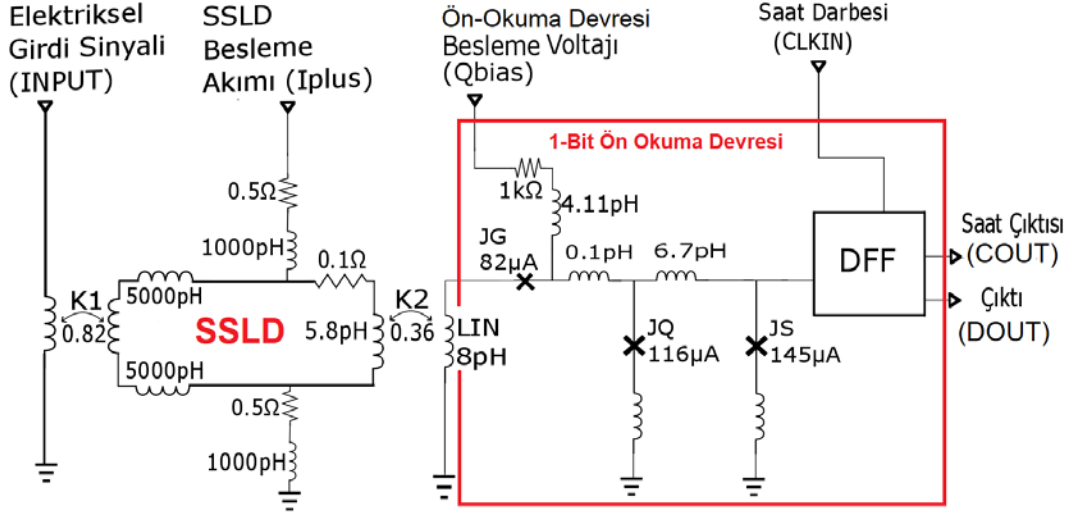 Elektriksel
Girdi Sinyali
(INPUT)
SSLD
Besleme
Akımı (Iplus)
Ön-Okuma Devresi
Besleme Voltajı
(Qbias)
Saat Darbesi
(CLKIN)
1-Bit Ön Okuma Devresi
0.5Ω
1kΩ
4.11pH
1000pH
0.1Ω
JG
82µA
0.1pH
6.7pH
DFF
Saat Çıktısı
(COUT)
Çıktı
(DOUT)
K1
0.82
5000pH
SSLD
5.8pH
K2
0.36
LIN
8pH
JQ
116µA
JS
145µA
5000pH
0.5Ω
1000pH